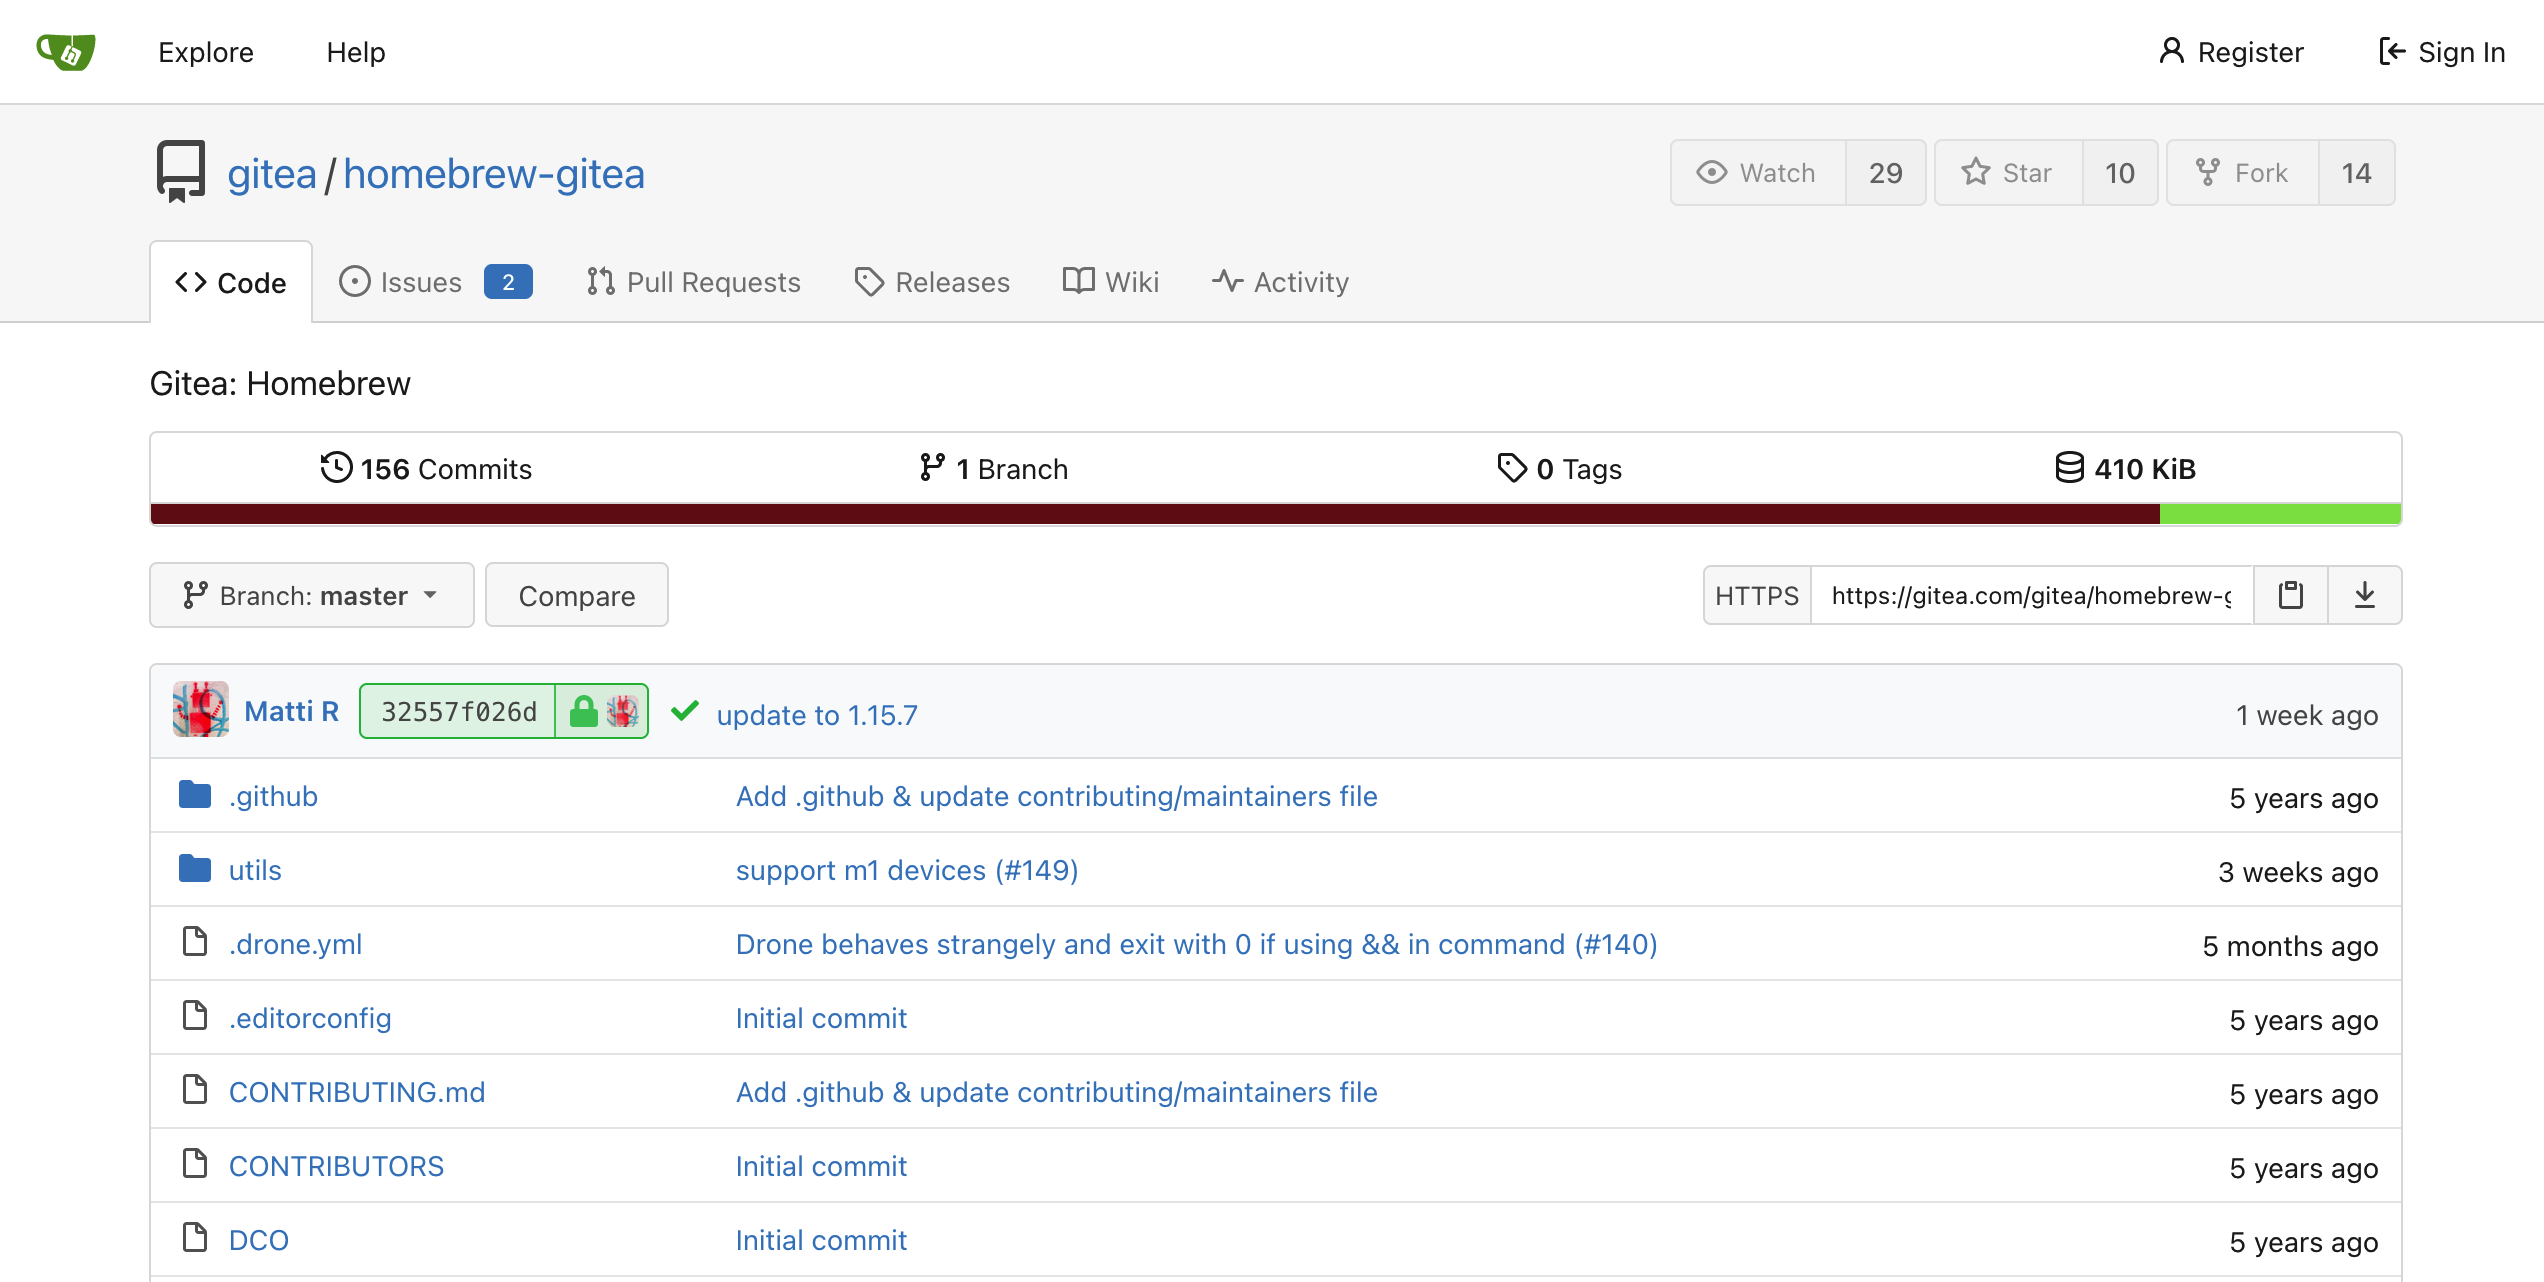 Explore Help Register Sign In
gitea / homebrew-gitea Watch 29 Star 10 Fork 14
Code Issues 2 Pull Requests Releases Wiki Activity
Gitea: Homebrew
156 Commits 1 Branch 0 Tags 410 KiB
Branch: master Compare HTTPS https://gitea.com/gitea/homebrew-g
Matti R 32557f026d update to 1.15.7 1 week ago
.github Add .github & update contributing/maintainers file 5 years ago
utils support m1 devices (#149) 3 weeks ago
.drone.yml Drone behaves strangely and exit with 0 if using && in command (#140) 5 months ago
.editorconfig Initial commit 5 years ago
CONTRIBUTING.md Add .github & update contributing/maintainers file 5 years ago
CONTRIBUTORS Initial commit 5 years ago
DCO Initial commit 5 years ago